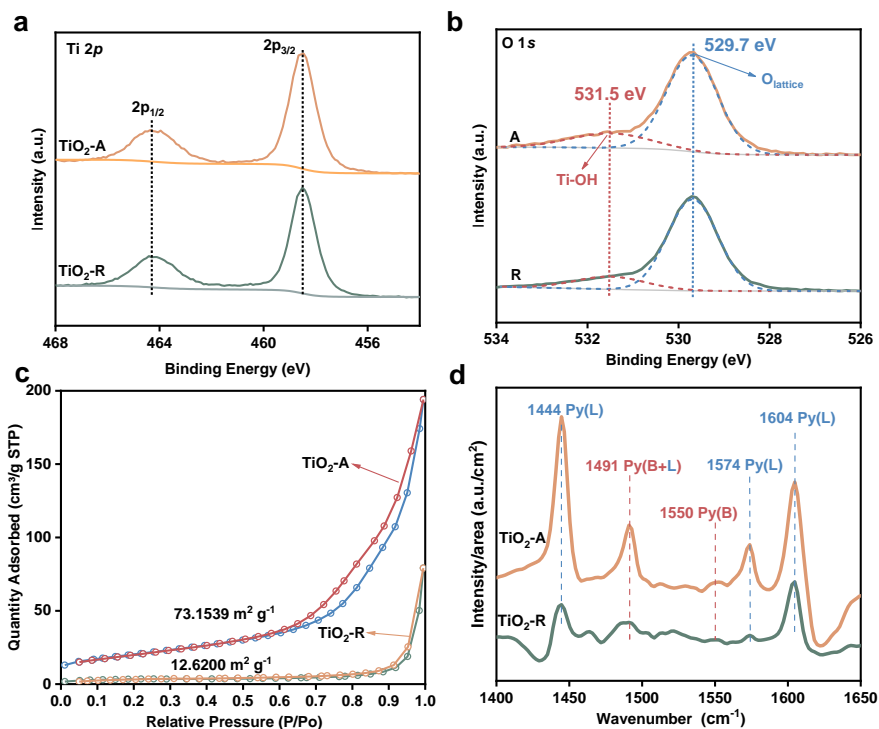 a
Ti 2p
2p3/2
2p1/2
TiO2-A
TiO2-R
Intensity (a.u.)
468 464 460 456
Binding Energy (eV)
b
O 1s
529.7 eV
Olattice
531.5 eV
A
Ti-OH
R
Intensity (a.u.)
534 532 530 528 526
Binding Energy (eV)
c
200
150
100
50
0
TiO2-A
73.1539 m2 g-1
TiO2-R
12.6200 m2 g-1
Quantity Adsorbed (cm3/g STP)
0.0 0.1 0.2 0.3 0.4 0.5 0.6 0.7 0.8 0.9 1.0
Relative Pressure (P/Po)
d
1444 Py(L)
1604 Py(L)
1491 Py(B+L)
1574 Py(L)
1550 Py(B)
TiO2-A
TiO2-R
Intensity/area (a.u./cm2)
1400 1450 1500 1550 1600 1650
Wavenumber (cm-1)